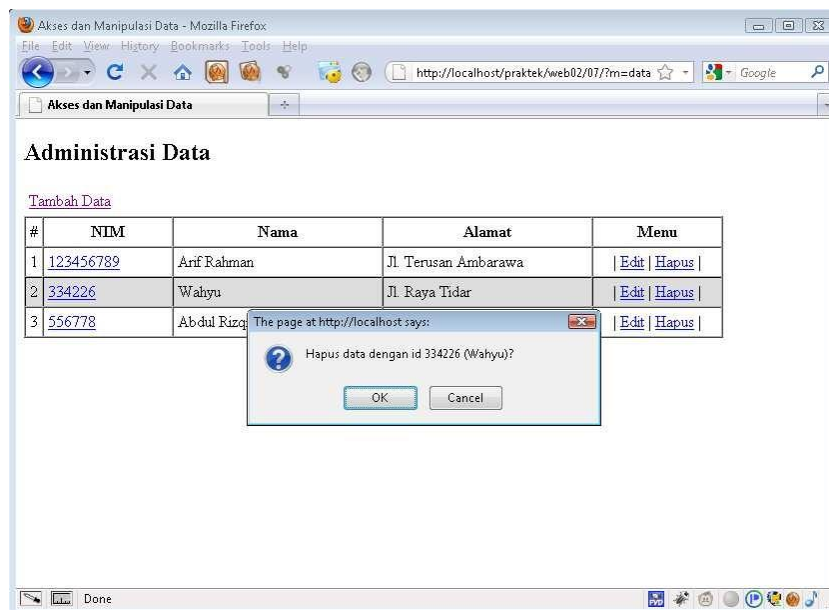 Akses dan Manipulasi Data - Mozilla Firefox
File Edit View History Bookmarks Tools Help
http://localhost/praktek/web02/07/?m=data
Google
Akses dan Manipulasi Data
Administrasi Data
Tambah Data
# NIM Nama Alamat Menu
1 123456789 Arif Rahman Jl. Terusan Ambarawa | Edit | Hapus |
2 334226 Wahyu Jl. Raya Tidar | Edit | Hapus |
3 556778 Abdul Rizq | Edit | Hapus |
The page at http://localhost says:
Hapus data dengan id 334226 (Wahyu)?
OK Cancel
Done